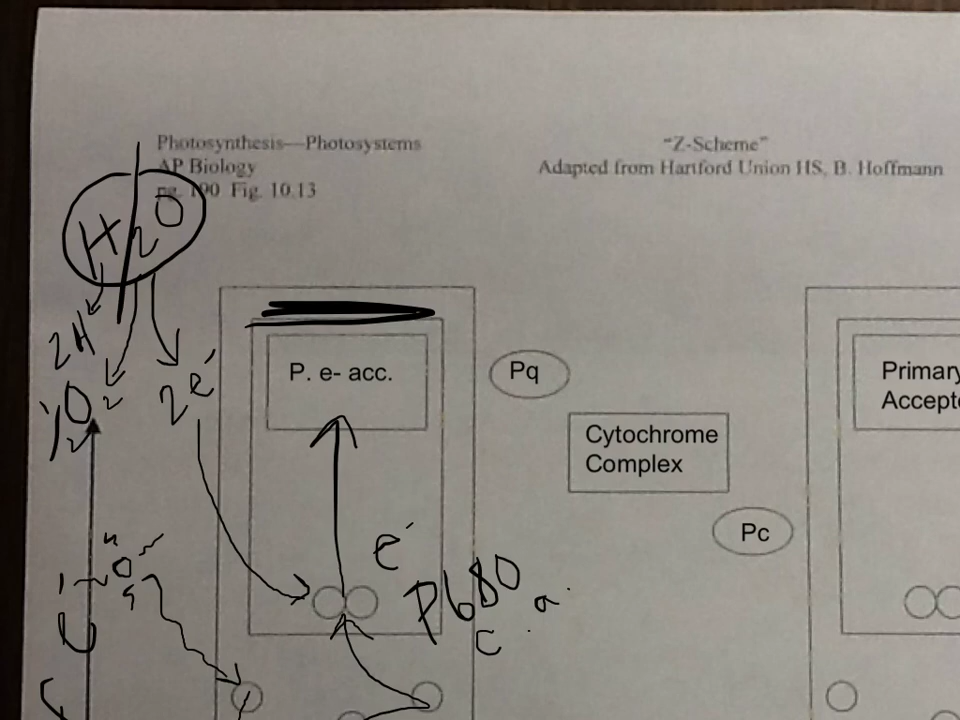 Photosynthesis—Photosystems
AP Biology
pg. 190 Fig. 10.13
"Z-Scheme"
Adapted from Hartford Union HS, B. Hoffmann
H2O
2H
1/2 O2
2e-
P. e- acc.
Pq
Cytochrome
Complex
Primary
Pc
e-
P680
a
c